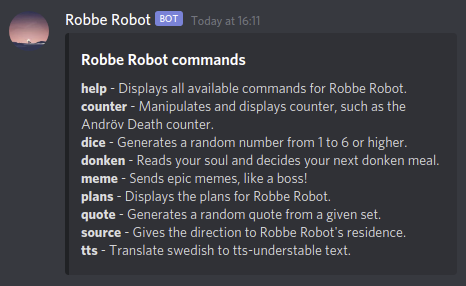 Robbe Robot BOT Today at 16:11
Robbe Robot commands
help - Displays all available commands for Robbe Robot.
counter - Manipulates and displays counter, such as the
Andröv Death counter.
dice - Generates a random number from 1 to 6 or higher.
donken - Reads your soul and decides your next donken meal.
meme - Sends epic memes, like a boss!
plans - Displays the plans for Robbe Robot.
quote - Generates a random quote from a given set.
source - Gives the direction to Robbe Robot's residence.
tts - Translate swedish to tts-understable text.